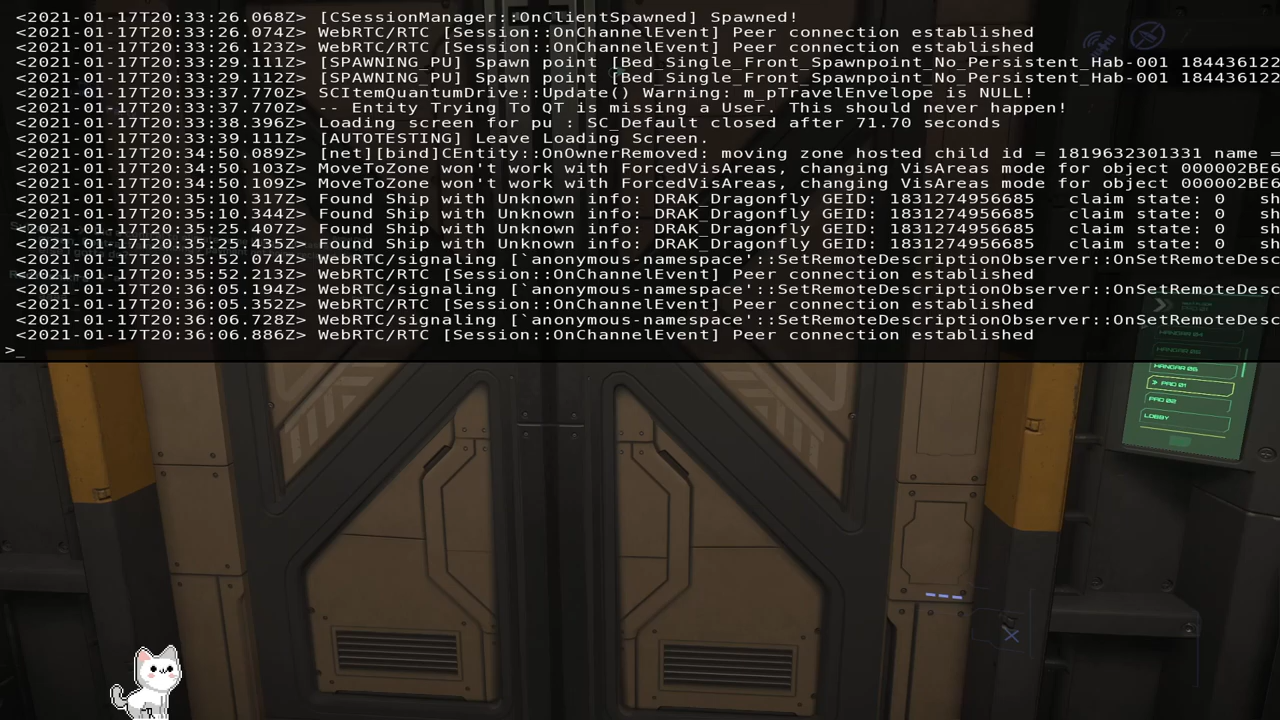 <2021-01-17T20:33:26.068Z> [CSessionManager::OnClientSpawned] Spawned!
<2021-01-17T20:33:26.074Z> WebRTC/RTC [Session::OnChannelEvent] Peer connection established
<2021-01-17T20:33:26.123Z> WebRTC/RTC [Session::OnChannelEvent] Peer connection established
<2021-01-17T20:33:29.111Z> [SPAWNING_PU] Spawn point [Bed_Single_Front_Spawnpoint_No_Persistent_Hab-001 184436122
<2021-01-17T20:33:29.112Z> [SPAWNING_PU] Spawn point [Bed_Single_Front_Spawnpoint_No_Persistent_Hab-001 184436122
<2021-01-17T20:33:37.770Z> SCItemQuantumDrive::Update() Warning: m_pTravelEnvelope is NULL!
<2021-01-17T20:33:37.770Z> -- Entity Trying To QT is missing a User. This should never happen!
<2021-01-17T20:33:38.396Z> Loading screen for pu : SC_Default closed after 71.70 seconds
<2021-01-17T20:33:39.111Z> [AUTOTESTING] Leave Loading Screen.
<2021-01-17T20:34:50.089Z> [net][bind]CEntity::OnOwnerRemoved: moving zone hosted child id = 1819632301331 name =
<2021-01-17T20:34:50.103Z> MoveToZone won't work with ForcedVisAreas, changing VisAreas mode for object 000002BE6
<2021-01-17T20:34:50.109Z> MoveToZone won't work with ForcedVisAreas, changing VisAreas mode for object 000002BE6
<2021-01-17T20:35:10.317Z> Found Ship with Unknown info: DRAK_Dragonfly GEID: 1831274956685 claim state: 0 sh
<2021-01-17T20:35:10.344Z> Found Ship with Unknown info: DRAK_Dragonfly GEID: 1831274956685 claim state: 0 sh
<2021-01-17T20:35:25.407Z> Found Ship with Unknown info: DRAK_Dragonfly GEID: 1831274956685 claim state: 0 sh
<2021-01-17T20:35:25.435Z> Found Ship with Unknown info: DRAK_Dragonfly GEID: 1831274956685 claim state: 0 sh
<2021-01-17T20:35:52.074Z> WebRTC/signaling [`anonymous-namespace'::SetRemoteDescriptionObserver::OnSetRemoteDesc
<2021-01-17T20:35:52.213Z> WebRTC/RTC [Session::OnChannelEvent] Peer connection established
<2021-01-17T20:36:05.194Z> WebRTC/signaling [`anonymous-namespace'::SetRemoteDescriptionObserver::OnSetRemoteDesc
<2021-01-17T20:36:05.352Z> WebRTC/RTC [Session::OnChannelEvent] Peer connection established
<2021-01-17T20:36:06.728Z> WebRTC/signaling [`anonymous-namespace'::SetRemoteDescriptionObserver::OnSetRemoteDesc
<2021-01-17T20:36:06.886Z> WebRTC/RTC [Session::OnChannelEvent] Peer connection established
>_
HANGAR 04
HANGAR 05
HANGAR 06
PAD 01
PAD 02
LOBBY